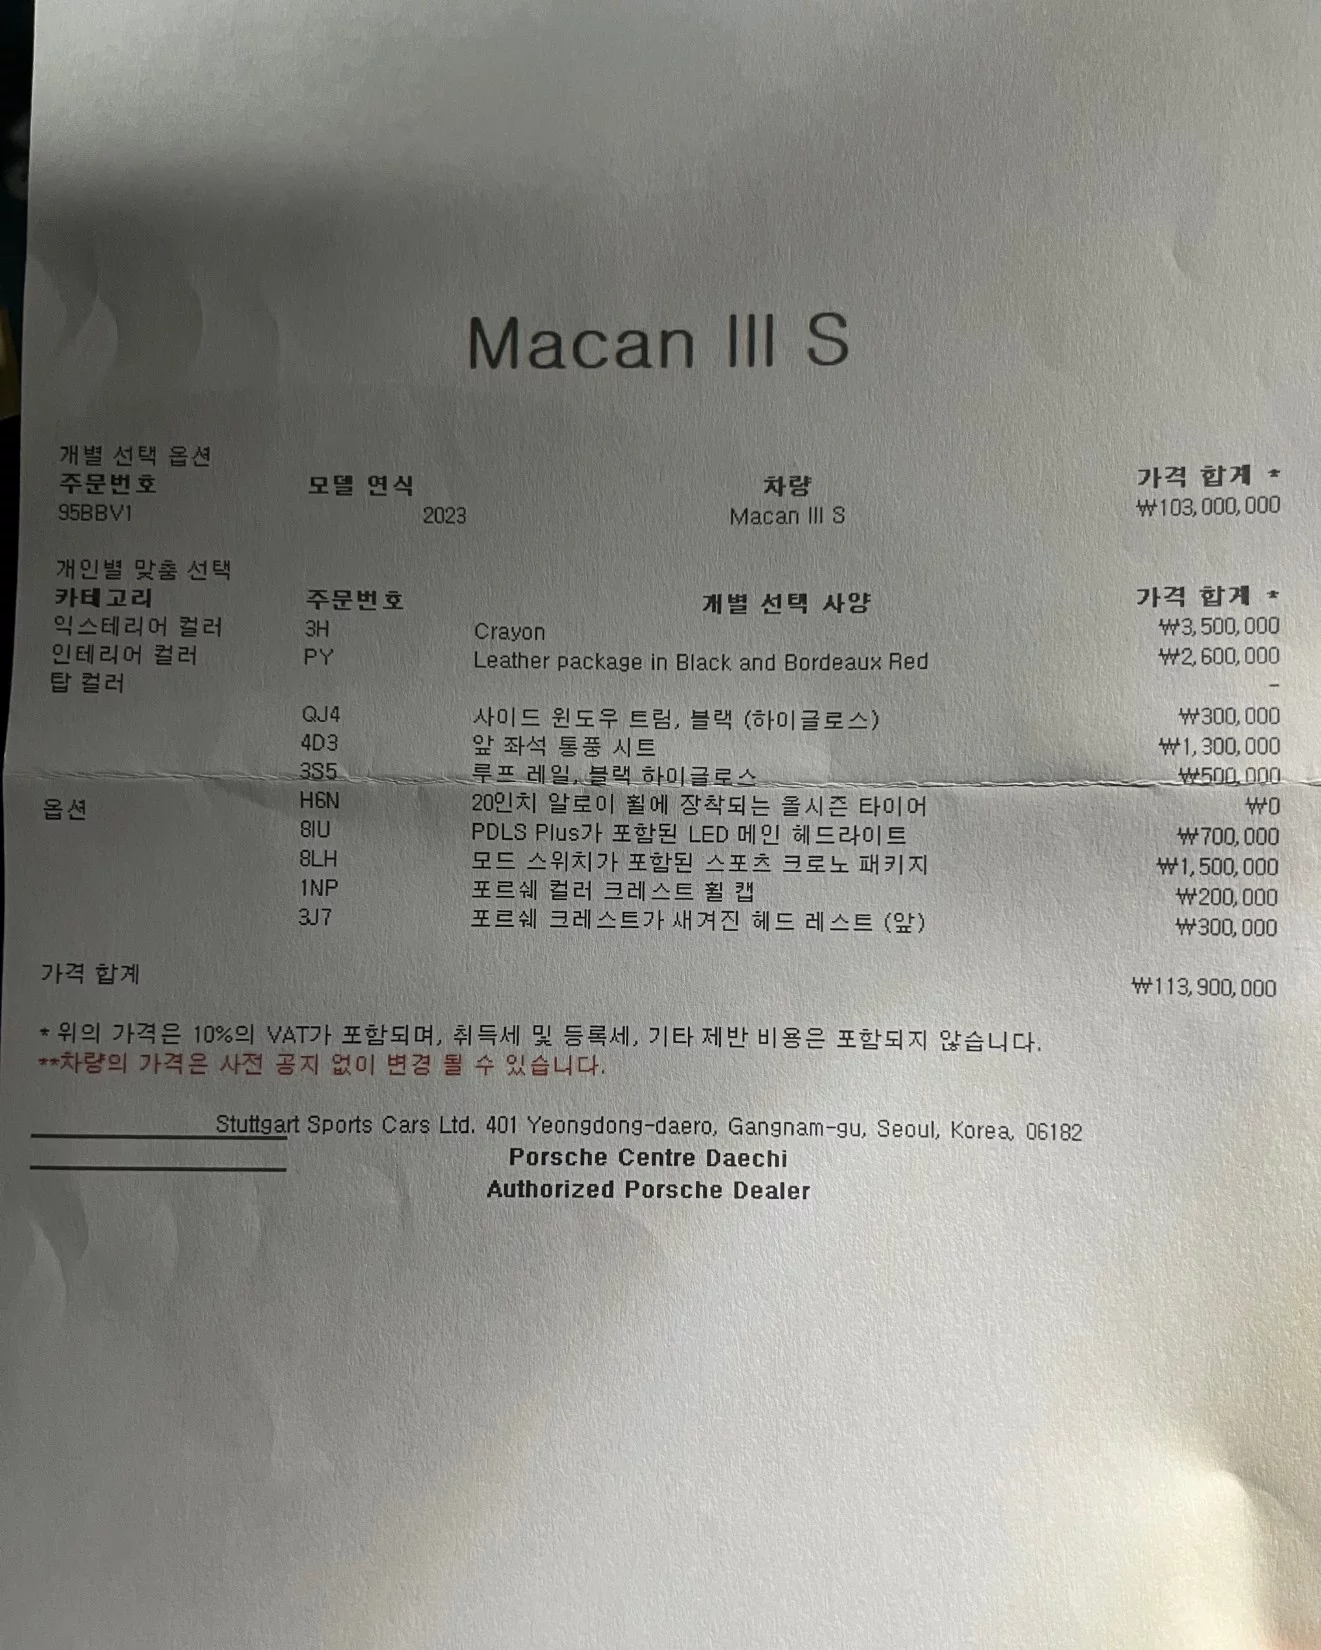 Macan III S
개별 선택 옵션
주문번호 모델 연식 차량 가격 합계 *
95BBV1 2023 Macan III S ₩103,000,000
개인별 맞춤 선택
카테고리 주문번호 개별 선택 사양 가격 합계 *
익스테리어 컬러 3H Crayon ₩3,500,000
인테리어 컬러 PY Leather package in Black and Bordeaux Red ₩2,600,000
탑 컬러 -
QJ4 사이드 윈도우 트림, 블랙 (하이글로스) ₩300,000
4D3 앞 좌석 통풍 시트 ₩1,300,000
3S5 루프 레일, 블랙 하이글로스 ₩500,000
옵션 H6N 20인치 알로이 휠에 장착되는 올시즌 타이어 ₩0
8IU PDLS Plus가 포함된 LED 메인 헤드라이트 ₩700,000
8LH 모드 스위치가 포함된 스포츠 크로노 패키지 ₩1,500,000
1NP 포르쉐 컬러 크레스트 휠 캡 ₩200,000
3J7 포르쉐 크레스트가 새겨진 헤드 레스트 (앞) ₩300,000
가격 합계 ₩113,900,000
* 위의 가격은 10%의 VAT가 포함되며, 취득세 및 등록세, 기타 제반 비용은 포함되지 않습니다.
**차량의 가격은 사전 공지 없이 변경 될 수 있습니다.
Stuttgart Sports Cars Ltd. 401 Yeongdong-daero, Gangnam-gu, Seoul, Korea, 06182
Porsche Centre Daechi
Authorized Porsche Dealer